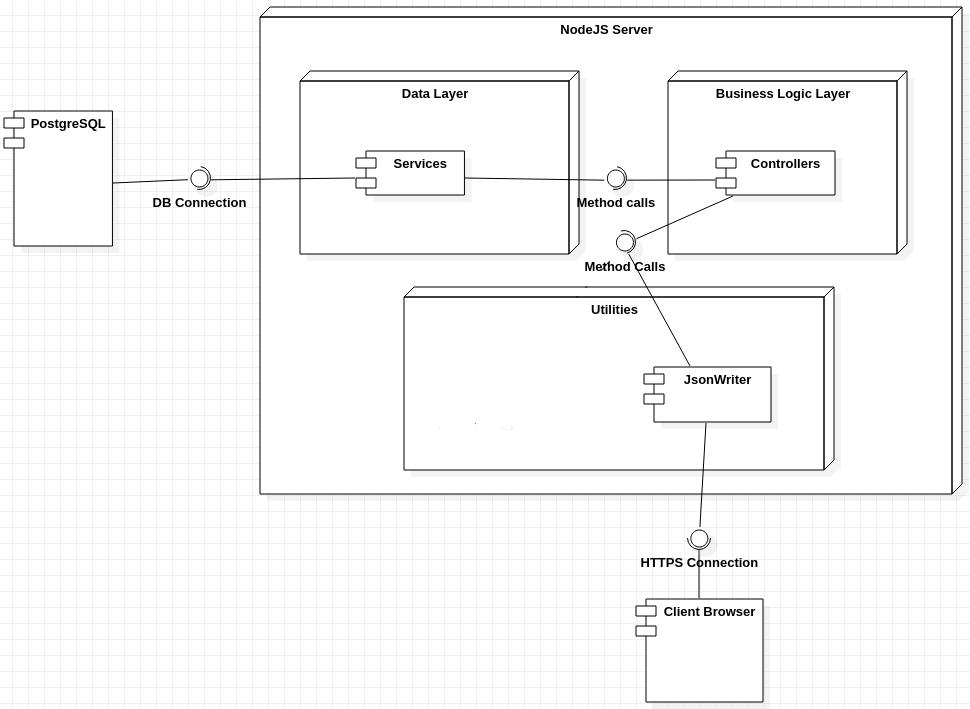 NodeJS Server
Data Layer
Business Logic Layer
PostgreSQL
Services
Controllers
DB Connection
Method calls
Method Calls
Utilities
JsonWriter
HTTPS Connection
Client Browser